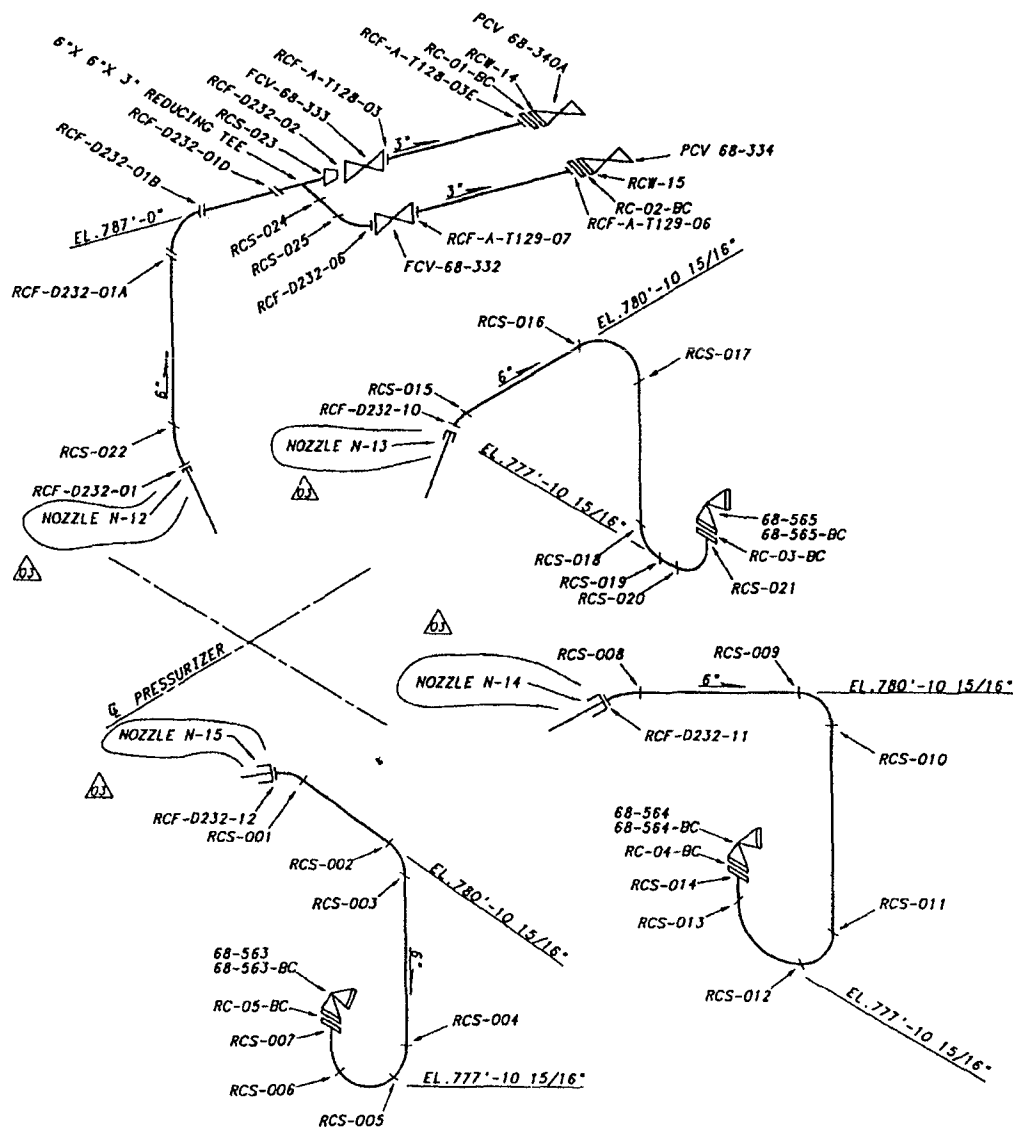 PCV 68-340A
RCW-14
RC-01-BC
RCF-A-T128-03E
RCF-A-T128-03
FCV-68-333
RCF-D232-02
RCS-023
6"X 6"X 3" REDUCING TEE
RCF-D232-01D
RCF-D232-01B
3"
PCV 68-334
RCW-15
RC-02-BC
RCF-A-T129-06
3"
EL.787'-0"
RCS-024
RCS-025
RCF-D232-06
RCF-A-T129-07
FCV-68-332
RCF-D232-01A
6"
RCS-022
RCF-D232-01
NOZZLE N-12
03
RCS-016
EL.780'-10 15/16"
RCS-017
6"
RCS-015
RCF-D232-10
NOZZLE N-13
03
EL.777'-10 15/16"
68-565
68-565-BC
RC-03-BC
RCS-018
RCS-019
RCS-020
RCS-021
℄ PRESSURIZER
03
NOZZLE N-14
RCS-008
6"
RCS-009
EL.780'-10 15/16"
RCF-D232-11
RCS-010
68-564
68-564-BC
RC-04-BC
RCS-014
RCS-013
RCS-011
RCS-012
EL.777'-10 15/16"
NOZZLE N-15
03
RCF-D232-12
RCS-001
RCS-002
RCS-003
EL.780'-10 15/16"
6"
68-563
68-563-BC
RC-05-BC
RCS-007
RCS-004
RCS-006
EL.777'-10 15/16"
RCS-005